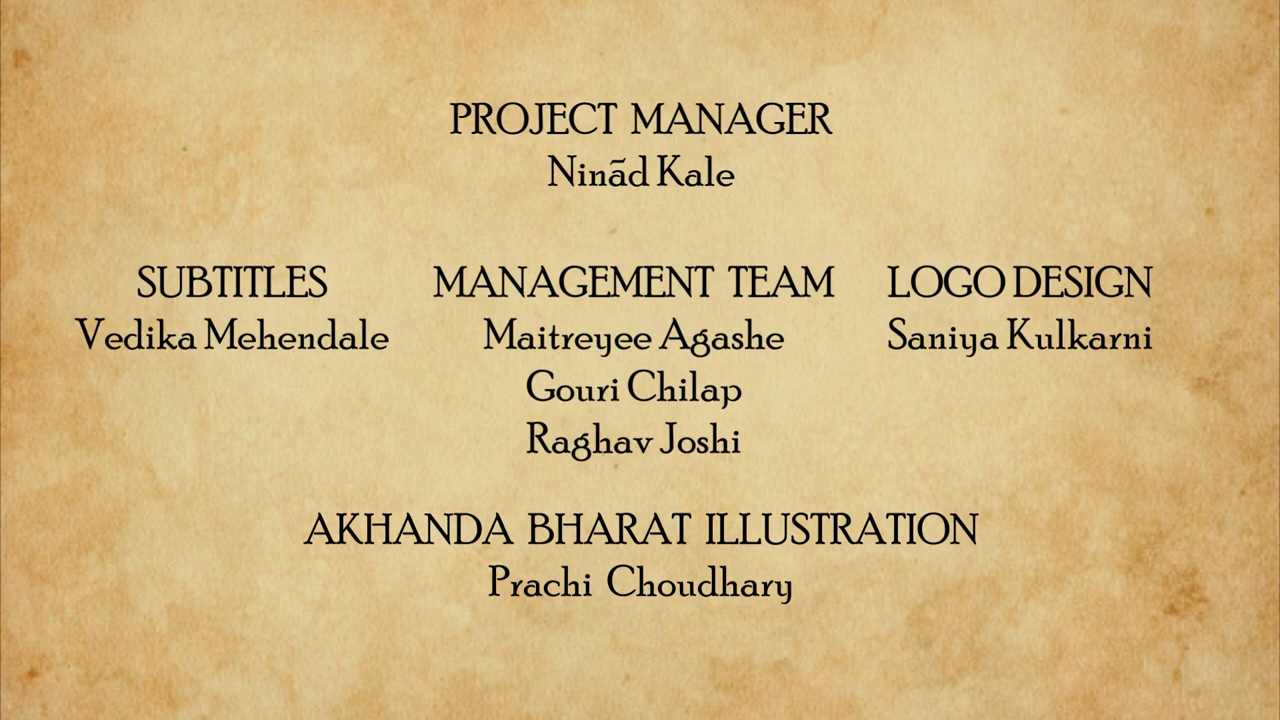 PROJECT MANAGER
Ninãd Kale
SUBTITLES
Vedika Mehendale
MANAGEMENT TEAM
Maitreyee Agashe
Gouri Chilap
Raghav Joshi
LOGO DESIGN
Saniya Kulkarni
AKHANDA BHARAT ILLUSTRATION
Prachi Choudhary